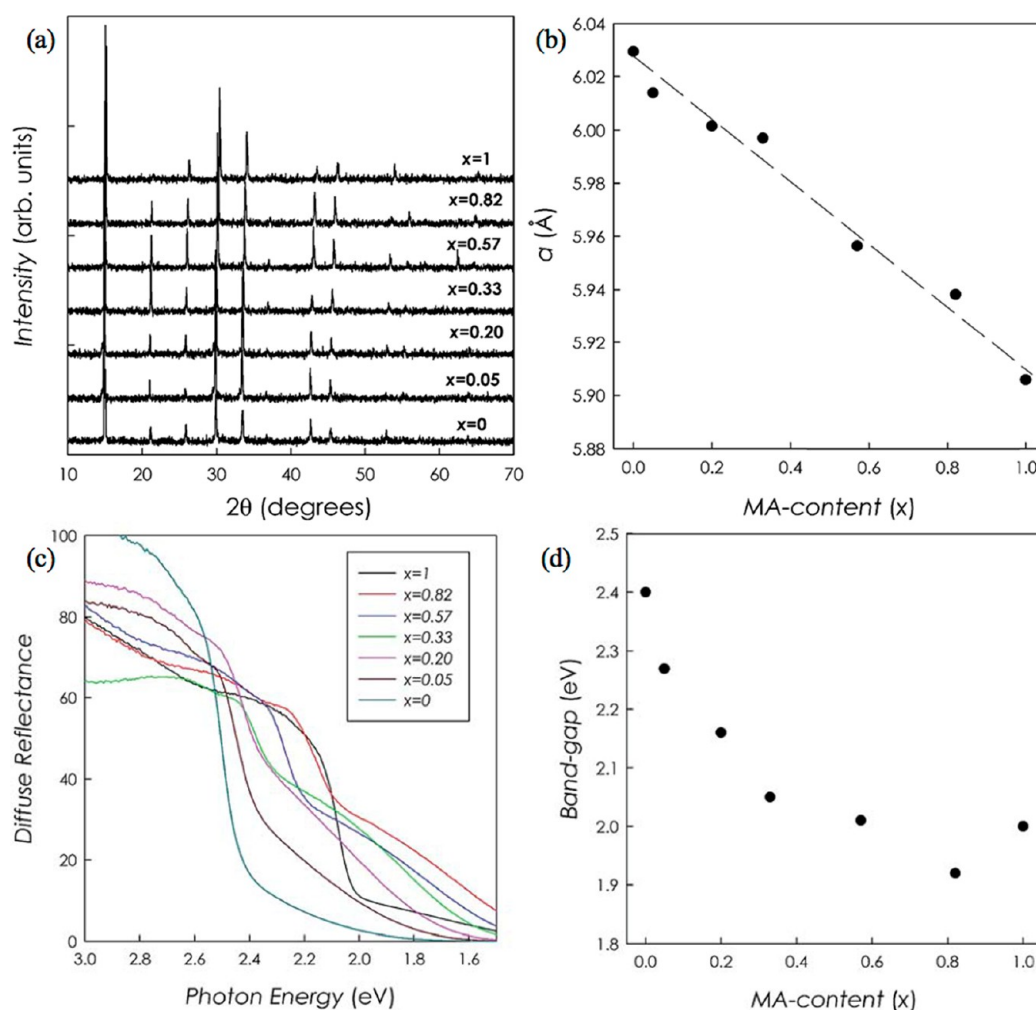 (a)
Intensity (arb. units)
x=1
x=0.82
x=0.57
x=0.33
x=0.20
x=0.05
x=0
10 20 30 40 50 60 70
2θ (degrees)
(b)
a (Å)
6.04
6.02
6.00
5.98
5.96
5.94
5.92
5.90
5.88
0.0 0.2 0.4 0.6 0.8 1.0
MA-content (x)
(c)
Diffuse Reflectance
100
80
60
40
20
0
x=1
x=0.82
x=0.57
x=0.33
x=0.20
x=0.05
x=0
3.0 2.8 2.6 2.4 2.2 2.0 1.8 1.6
Photon Energy (eV)
(d)
Band-gap (eV)
2.5
2.4
2.3
2.2
2.1
2.0
1.9
1.8
0.0 0.2 0.4 0.6 0.8 1.0
MA-content (x)